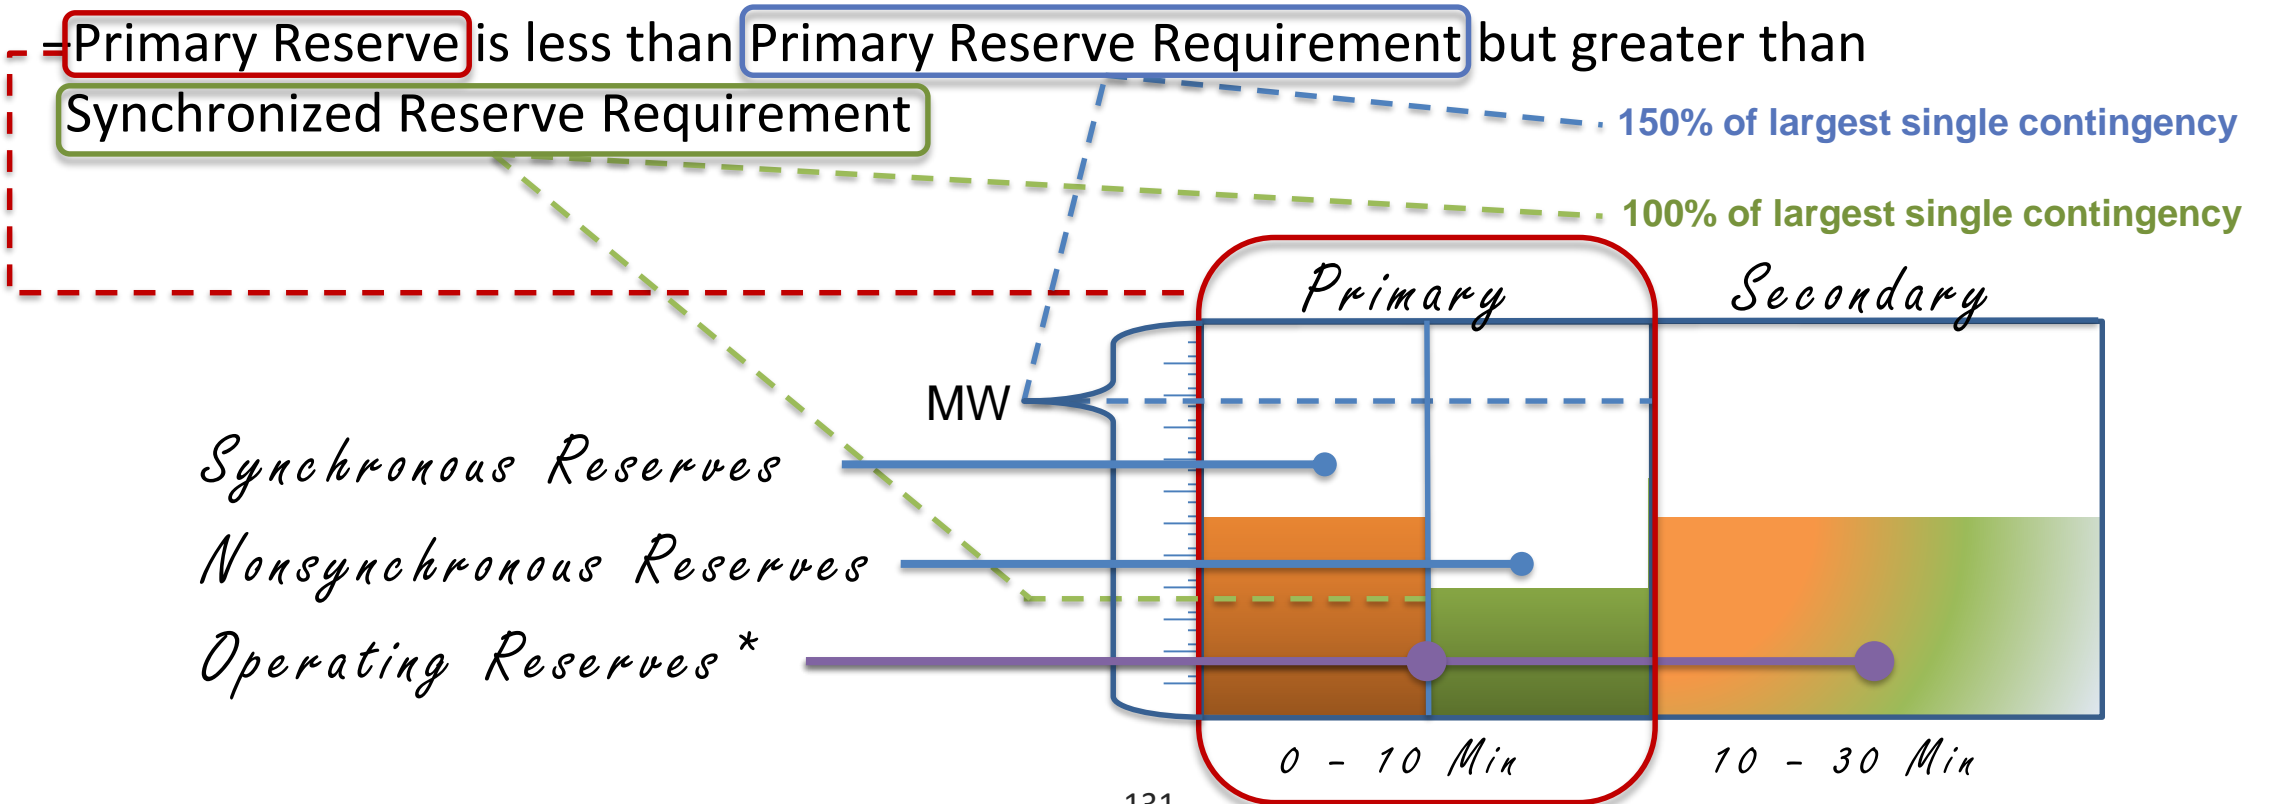 –Primary Reserve is less than Primary Reserve Requirement but greater than
Synchronized Reserve Requirement
150% of largest single contingency
100% of largest single contingency
Primary Secondary
MW
Synchronous Reserves
Nonsynchronous Reserves
Operating Reserves*
0 - 10 Min 10 - 30 Min
131